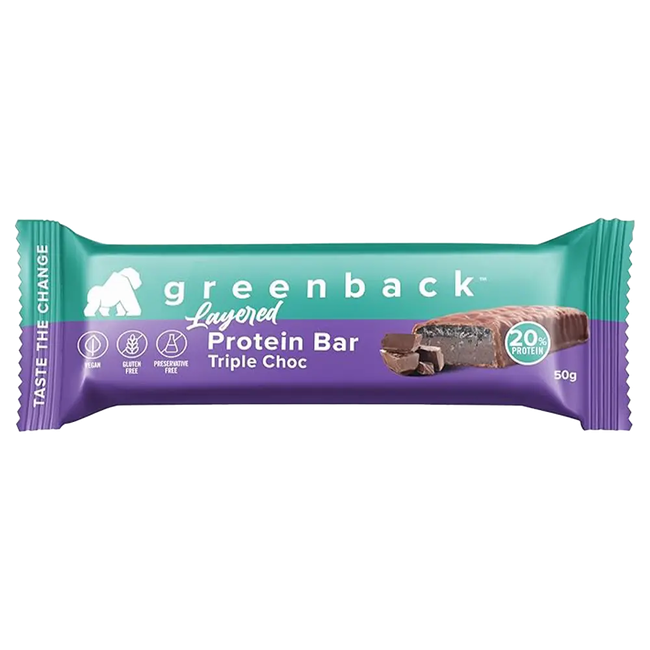 TASTE THE CHANGE
greenback™
Layered
Protein Bar
Triple Choc
VEGAN
GLUTEN
FREE
PRESERVATIVE
FREE
20%
PROTEIN
50g